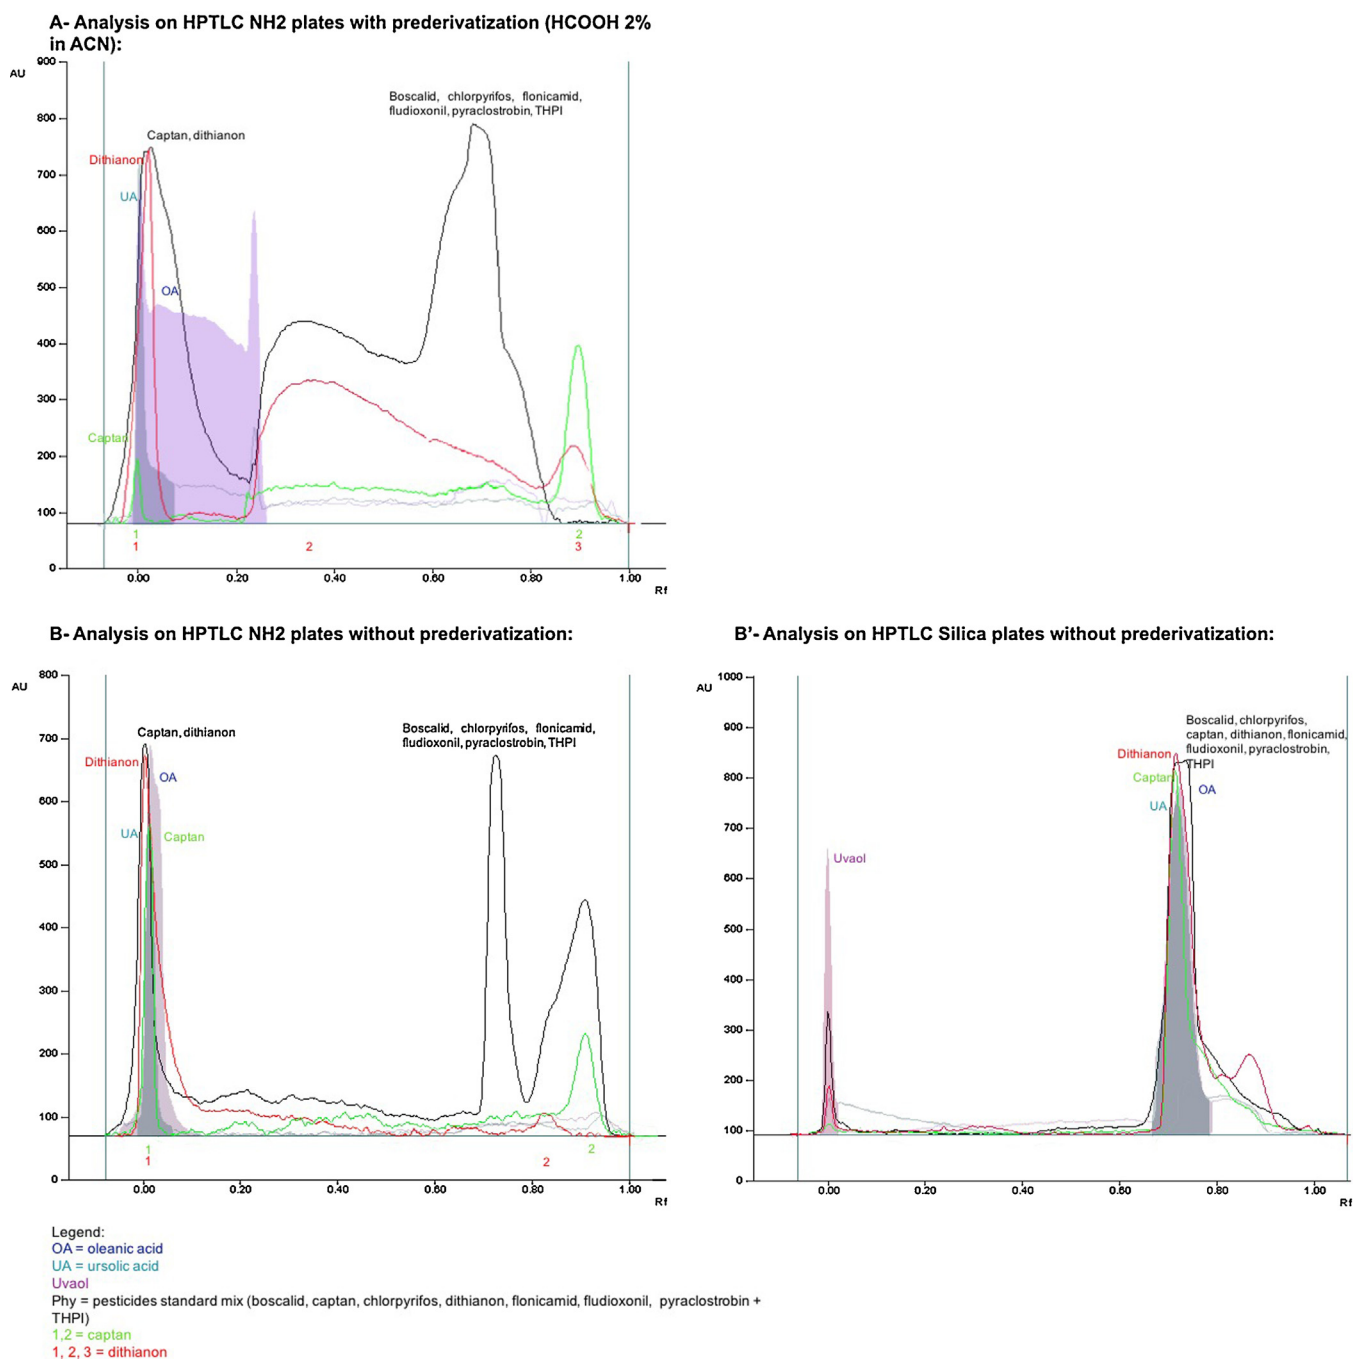 A- Analysis on HPTLC NH2 plates with prederivatization (HCOOH 2%
in ACN):
900
AU
800
700
600
500
400
300
200
100
0
Boscalid, chlorpyrifos, flonicamid,
fludioxonil, pyraclostrobin, THPI
Captan, dithianon
Dithianon
UA
OA
Captan
1 2
1 2 3
0.00 0.20 0.40 0.60 0.80 1.00
Rf
B- Analysis on HPTLC NH2 plates without prederivatization:
800
AU
700
600
500
400
300
200
100
0
Captan, dithianon
Boscalid, chlorpyrifos, flonicamid,
fludioxonil, pyraclostrobin, THPI
Dithianon
OA
UA
Captan
1 2
1 2
0.00 0.20 0.40 0.60 0.80 1.00
Rf
B’- Analysis on HPTLC Silica plates without prederivatization:
1000
AU
900
800
700
600
500
400
300
200
100
0
Boscalid, chlorpyrifos,
captan, dithianon, flonicamid,
fludioxonil, pyraclostrobin,
THPI
Dithianon
Captan
OA
UA
Uvaol
0.00 0.20 0.40 0.60 0.80 1.00
Rf
Legend:
OA = oleanic acid
UA = ursolic acid
Uvaol
Phy = pesticides standard mix (boscalid, captan, chlorpyrifos, dithianon, flonicamid, fludioxonil, pyraclostrobin +
THPI)
1,2 = captan
1, 2, 3 = dithianon